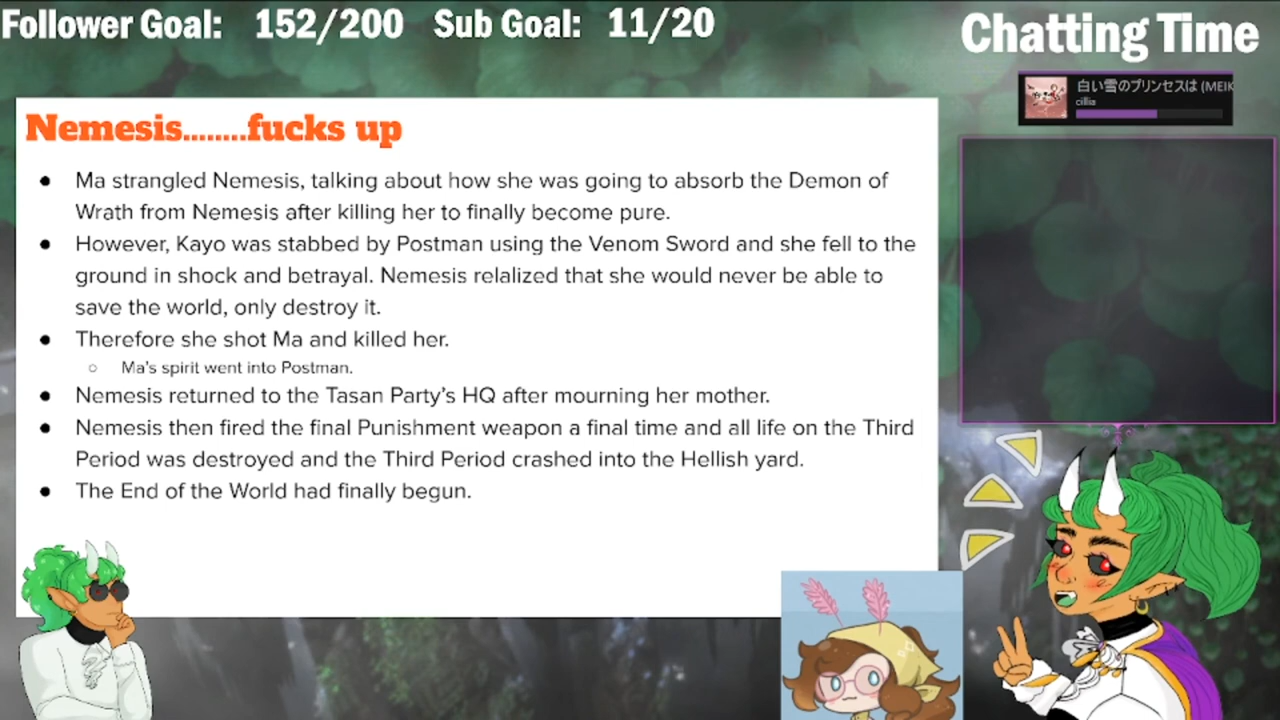 Follower Goal: 152/200 Sub Goal: 11/20
Chatting Time
白い雪のプリンセスは (MEIK
cillia
Nemesis........fucks up
● Ma strangled Nemesis, talking about how she was going to absorb the Demon of
Wrath from Nemesis after killing her to finally become pure.
● However, Kayo was stabbed by Postman using the Venom Sword and she fell to the
ground in shock and betrayal. Nemesis relalized that she would never be able to
save the world, only destroy it.
● Therefore she shot Ma and killed her.
○ Ma's spirit went into Postman.
● Nemesis returned to the Tasan Party's HQ after mourning her mother.
● Nemesis then fired the final Punishment weapon a final time and all life on the Third
Period was destroyed and the Third Period crashed into the Hellish yard.
● The End of the World had finally begun.